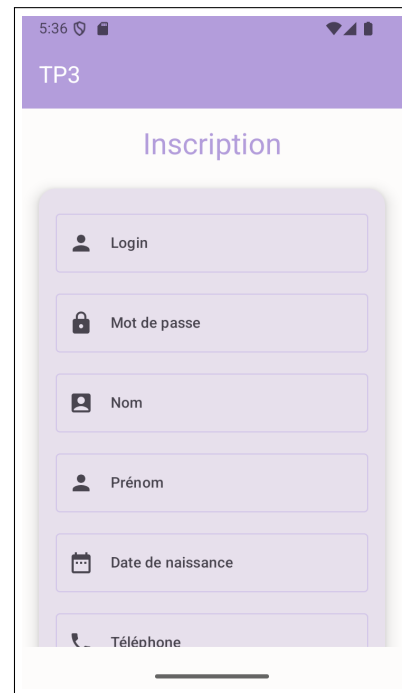 5:36
TP3
Inscription
Login
Mot de passe
Nom
Prénom
Date de naissance
Téléphone